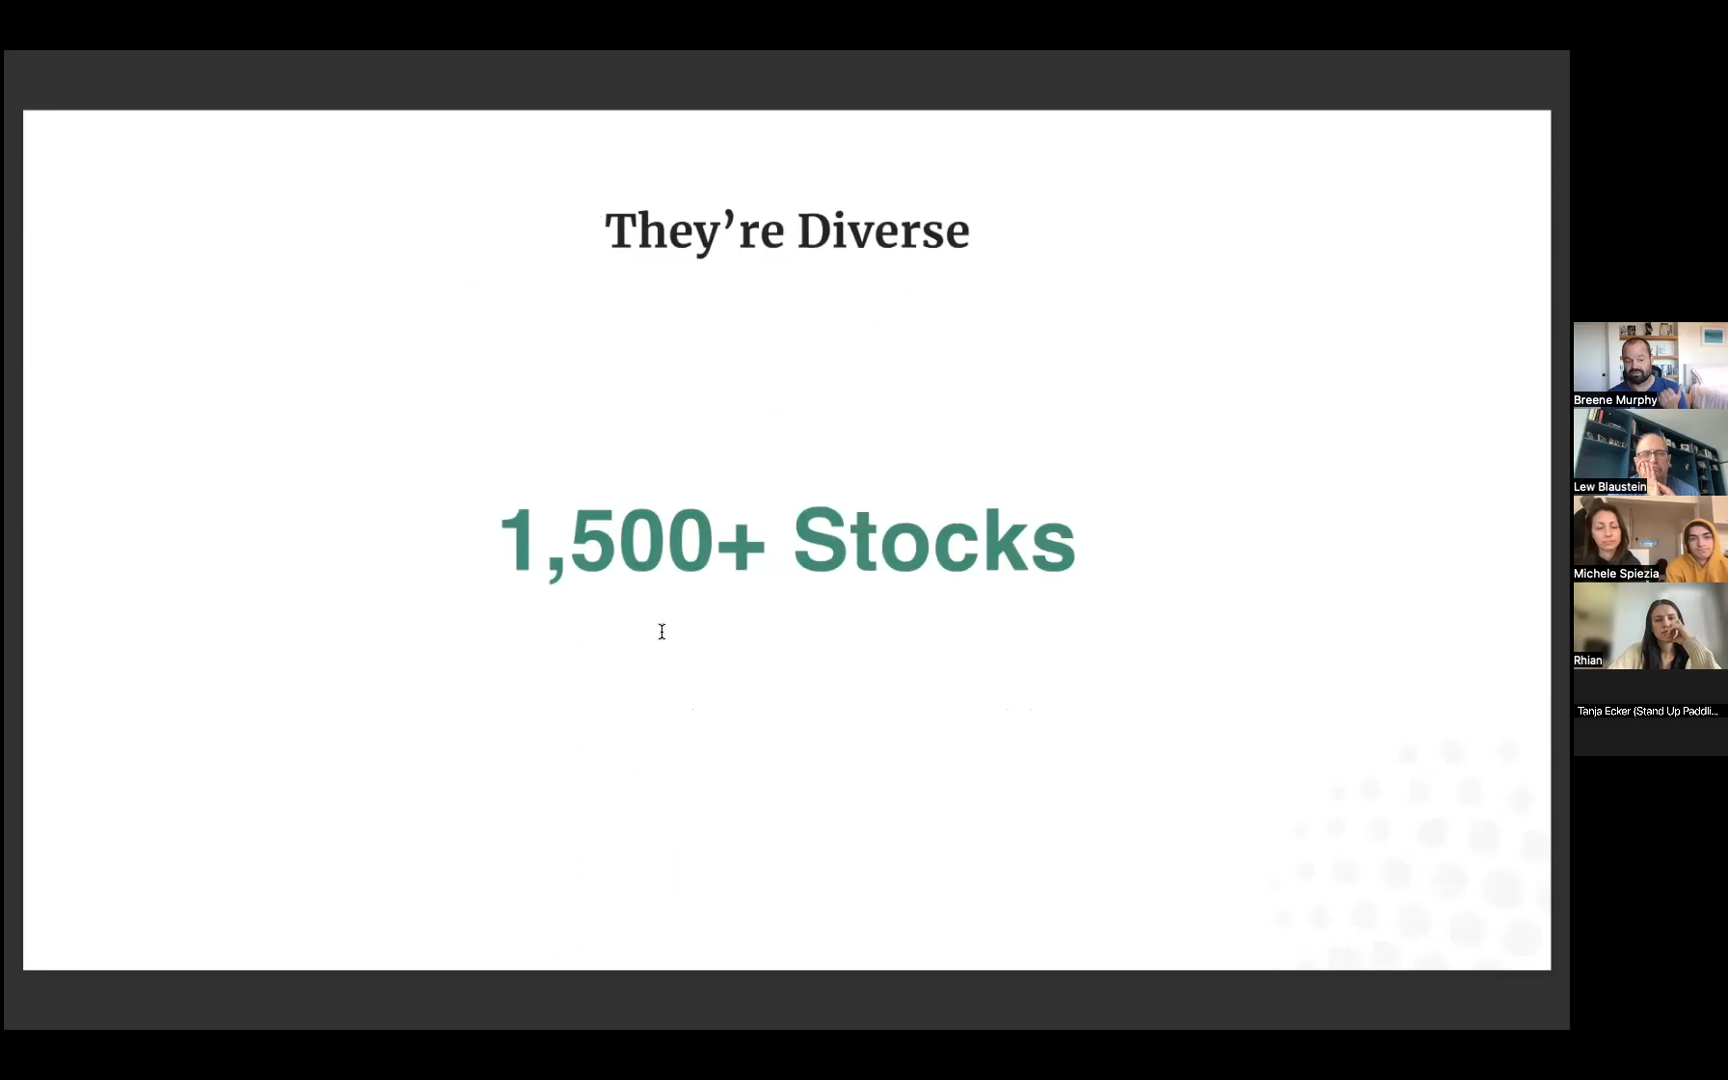 They’re Diverse
1,500+ Stocks
Breene Murphy
Lew Blaustein
Michele Spiezia
Rhian
Tanja Ecker (Stand Up Paddli...